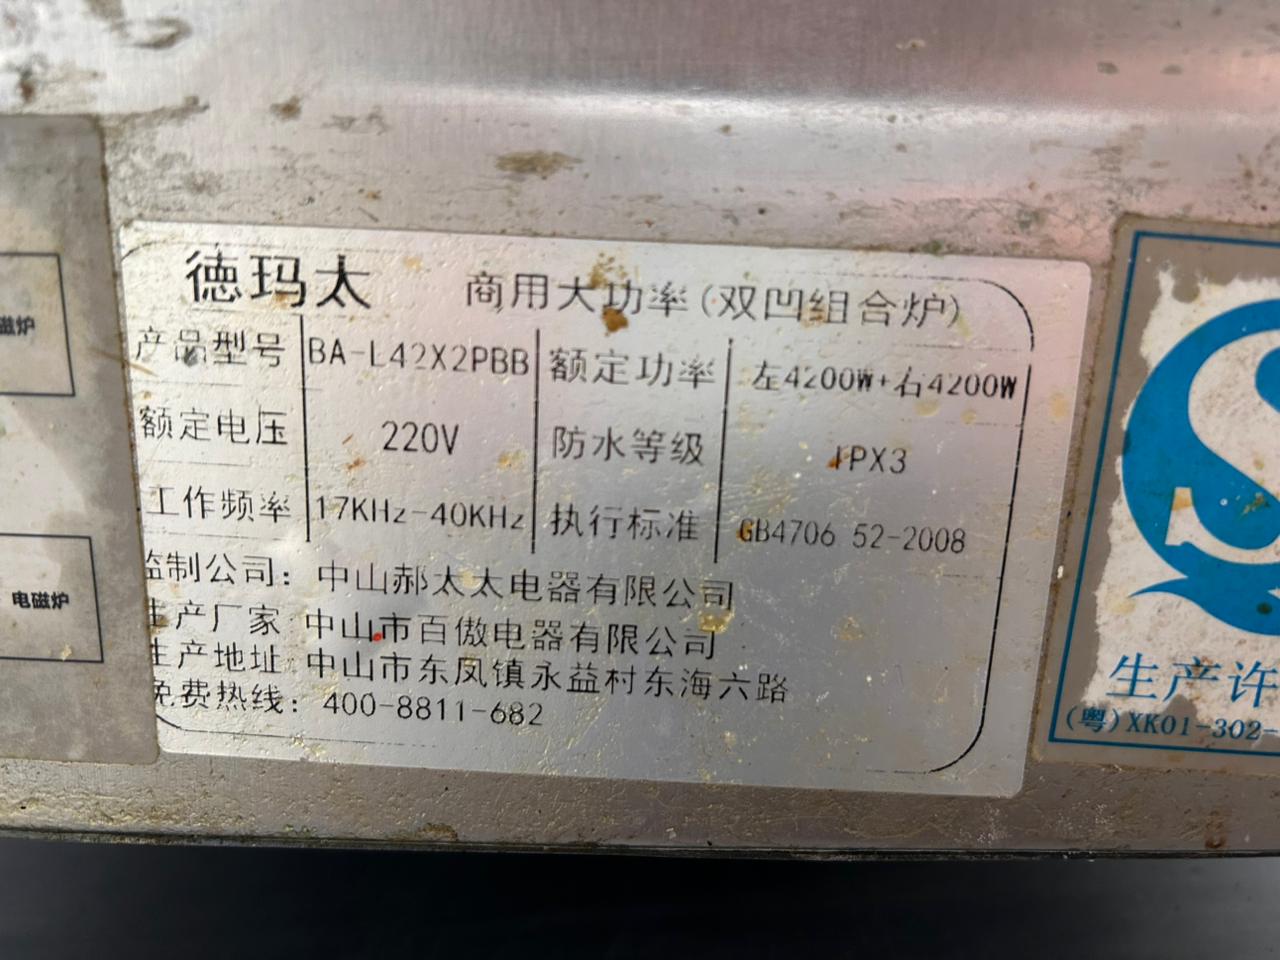 德玛太 商用大功率(双凹组合炉)
产品型号 BA-L42X2PBB 额定功率 左4200W+右4200W
额定电压 220V 防水等级 IPX3
工作频率 17KHz-40KHz 执行标准 GB4706 52-2008
监制公司: 中山郝太太电器有限公司
生产厂家 中山市百傲电器有限公司
生产地址: 中山市东凤镇永益村东海六路
免费热线: 400-8811-682
磁炉
电磁炉
生产许
(粤)XK01-302-